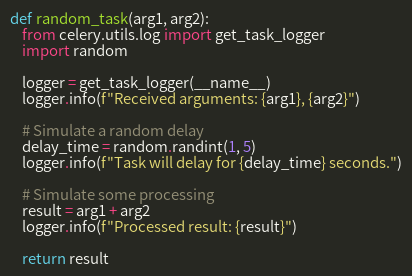 def random_task(arg1, arg2):
    from celery.utils.log import get_task_logger
    import random

    logger = get_task_logger(__name__)
    logger.info(f"Received arguments: {arg1}, {arg2}")

    # Simulate a random delay
    delay_time = random.randint(1, 5)
    logger.info(f"Task will delay for {delay_time} seconds.")

    # Simulate some processing
    result = arg1 + arg2
    logger.info(f"Processed result: {result}")

    return result